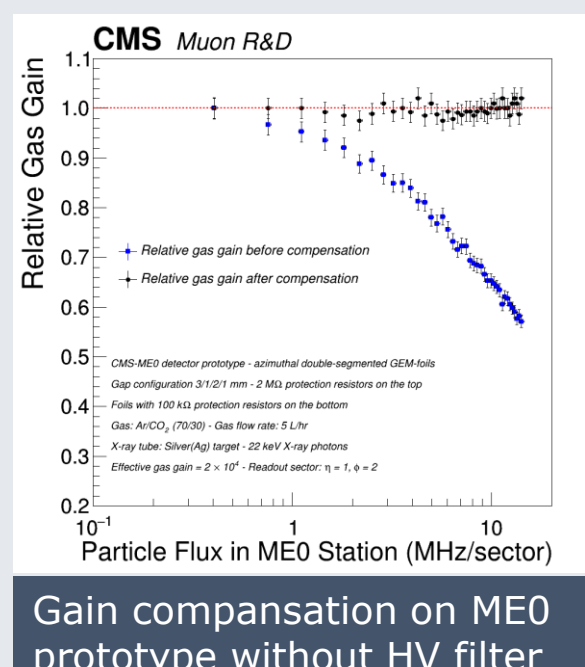 CMS Muon R&D
Relative Gas Gain
1.1
1.0
0.9
0.8
0.7
0.6
0.5
0.4
0.3
0.2
Relative gas gain before compensation
Relative gas gain after compensation
CMS-ME0 detector prototype - azimuthal double-segmented GEM-foils
Gap configuration 3/1/2/1 mm - 2 MΩ protection resistors on the top
Foils with 100 kΩ protection resistors on the bottom
Gas: Ar/CO₂ (70/30) - Gas flow rate: 5 L/hr
X-ray tube: Silver(Ag) target - 22 keV X-ray photons
Effective gas gain = 2 × 10⁴ - Readout sector: η = 1, ϕ = 2
10⁻¹ 1 10
Particle Flux in ME0 Station (MHz/sector)
Gain compansation on ME0
prototype without HV filter